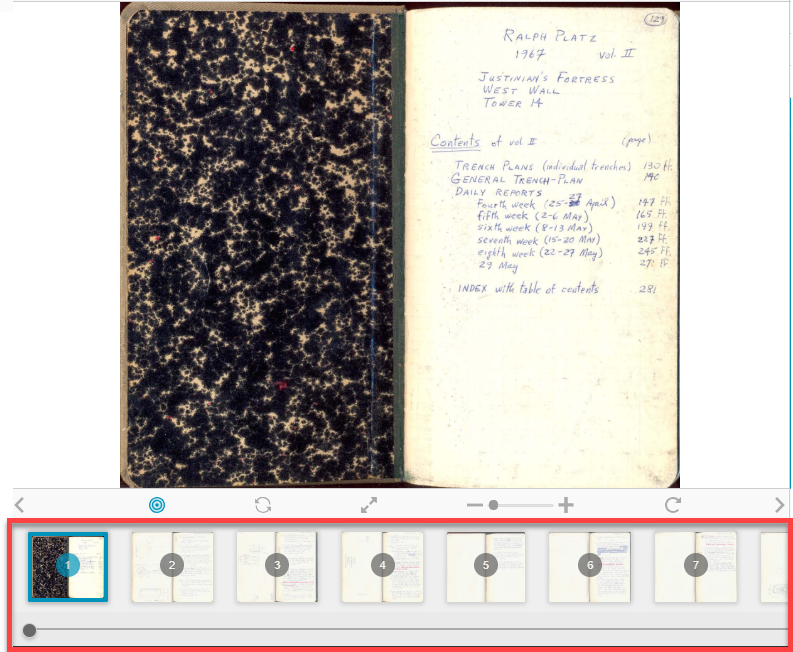 129
RALPH PLATZ
1967 vol. II
JUSTINIAN'S FORTRESS
WEST WALL
TOWER 14
Contents of vol II (page)
TRENCH PLANS (individual trenches) 130 ff.
GENERAL TRENCH-PLAN 140
DAILY REPORTS
Fourth week (25-27 April) 147 ff.
fifth week (2-6 May) 165 ff.
sixth week (8-13 May) 199 ff.
seventh week (15-20 May) 227 ff.
eighth week (22-27 May) 245 ff.
29 May ff.
INDEX with table of contents 281
1
2
3
4
5
6
7